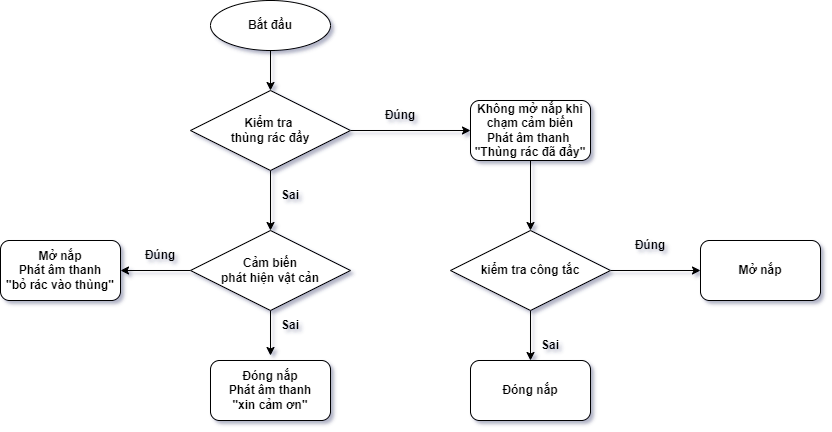 Bắt đầu
Kiểm tra
thùng rác đầy
Đúng
Không mở nắp khi
chạm cảm biến
Phát âm thanh
"Thùng rác đã đầy"
Sai
Mở nắp
Phát âm thanh
"bỏ rác vào thùng"
Đúng
Cảm biến
phát hiện vật cản
kiểm tra công tắc
Đúng
Mở nắp
Sai
Đóng nắp
Phát âm thanh
"xin cảm ơn"
Sai
Đóng nắp